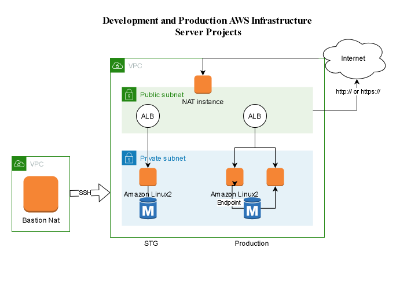 Development and Production AWS Infrastructure
Server Projects
VPC
Internet
Public subnet
NAT instance
http:// or https://
ALB
ALB
VPC
Private subnet
SSH
Amazon Linux2
Amazon Linux2
Endpoint
M
M
Bastion Nat
STG
Production